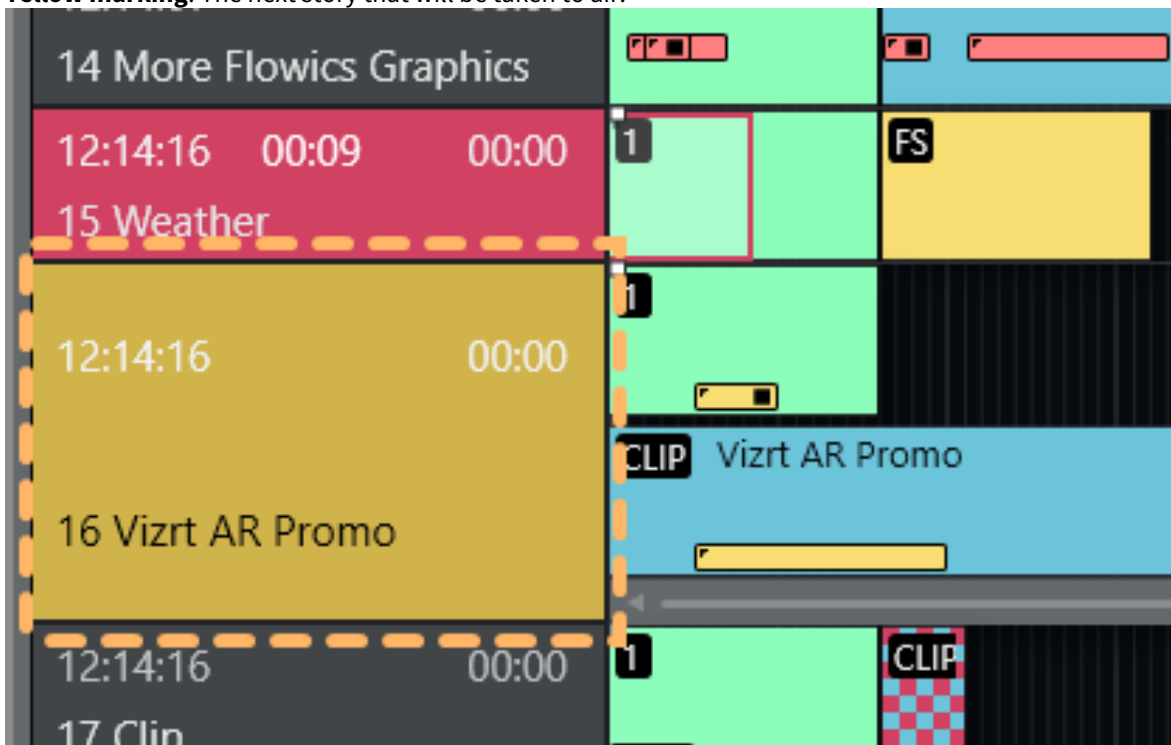 Yellow marking: The next story that will be taken to air.
14 More Flowics Graphics
12:14:16 00:09 00:00
15 Weather
1
FS
12:14:16 00:00
16 Vizrt AR Promo
1
CLIP Vizrt AR Promo
12:14:16 00:00
17 Clip
1
CLIP